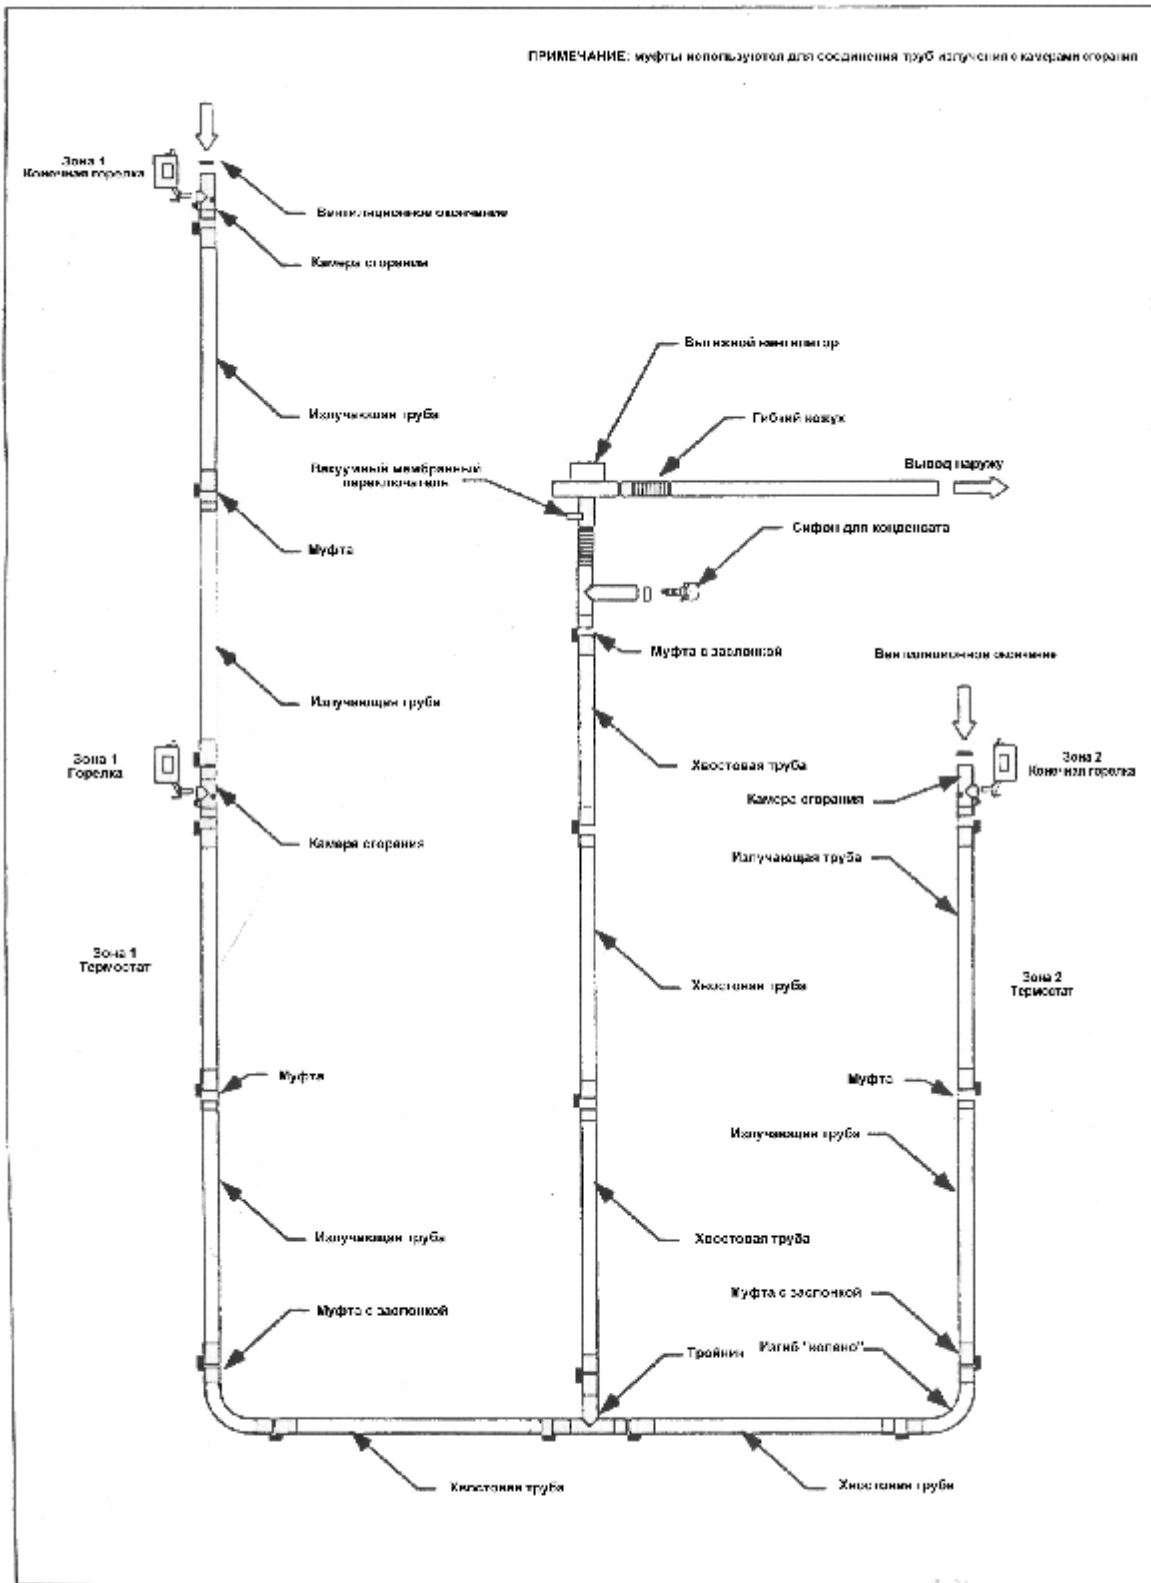 ПРИМЕЧАНИЕ: муфты используются для соединения труб излучения с камерами сгорания
Зона 1
Конечная горелка
Вентиляционное окончание
Камера сгорания
Вытяжной вентилятор
Излучающая труба
Гибкий кожух
Вакуумный мембранный
переключатель
Вывод наружу
Муфта
Сифон для конденсата
Муфта с заслонкой
Вентиляционное окончание
Излучающая труба
Зона 1
Горелка
Хвостовая труба
Зона 2
Конечная горелка
Камера сгорания
Камера сгорания
Излучающая труба
Зона 1
Термостат
Хвостовая труба
Зона 2
Термостат
Муфта
Муфта
Излучающая труба
Излучающая труба
Хвостовая труба
Муфта с заслонкой
Муфта с заслонкой
Тройник
Изгиб "колено"
Хвостовая труба
Хвостовая труба